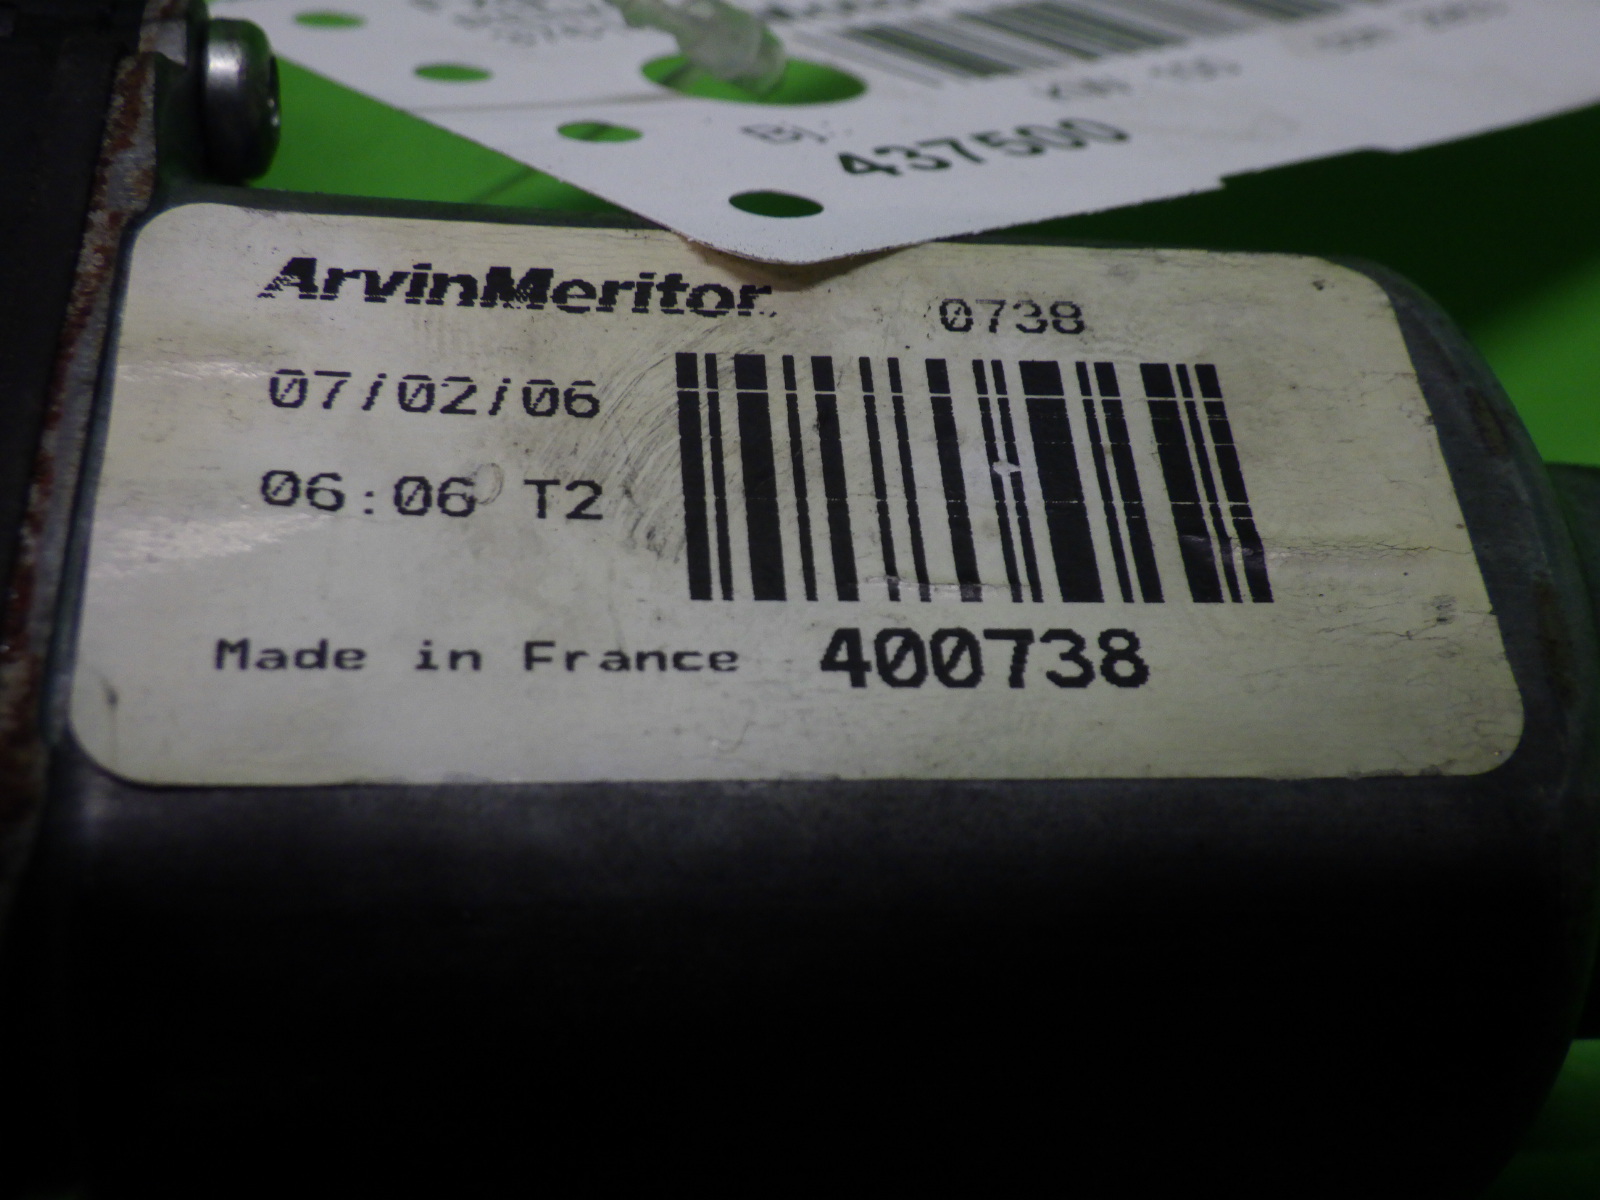 437500
ArvinMeritor
0738
07/02/06
06:06 T2
Made in France 400738